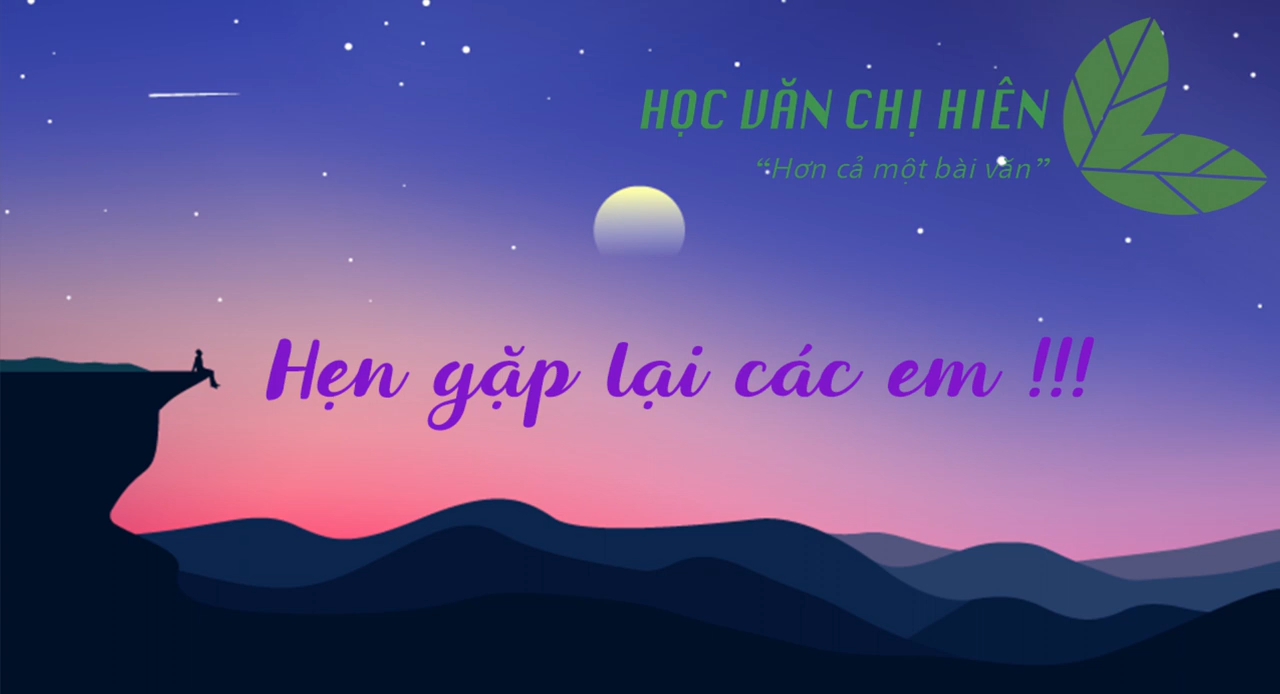 HỌC VĂN CHỊ HIÊN
“Hơn cả một bài văn”
Hẹn gặp lại các em !!!